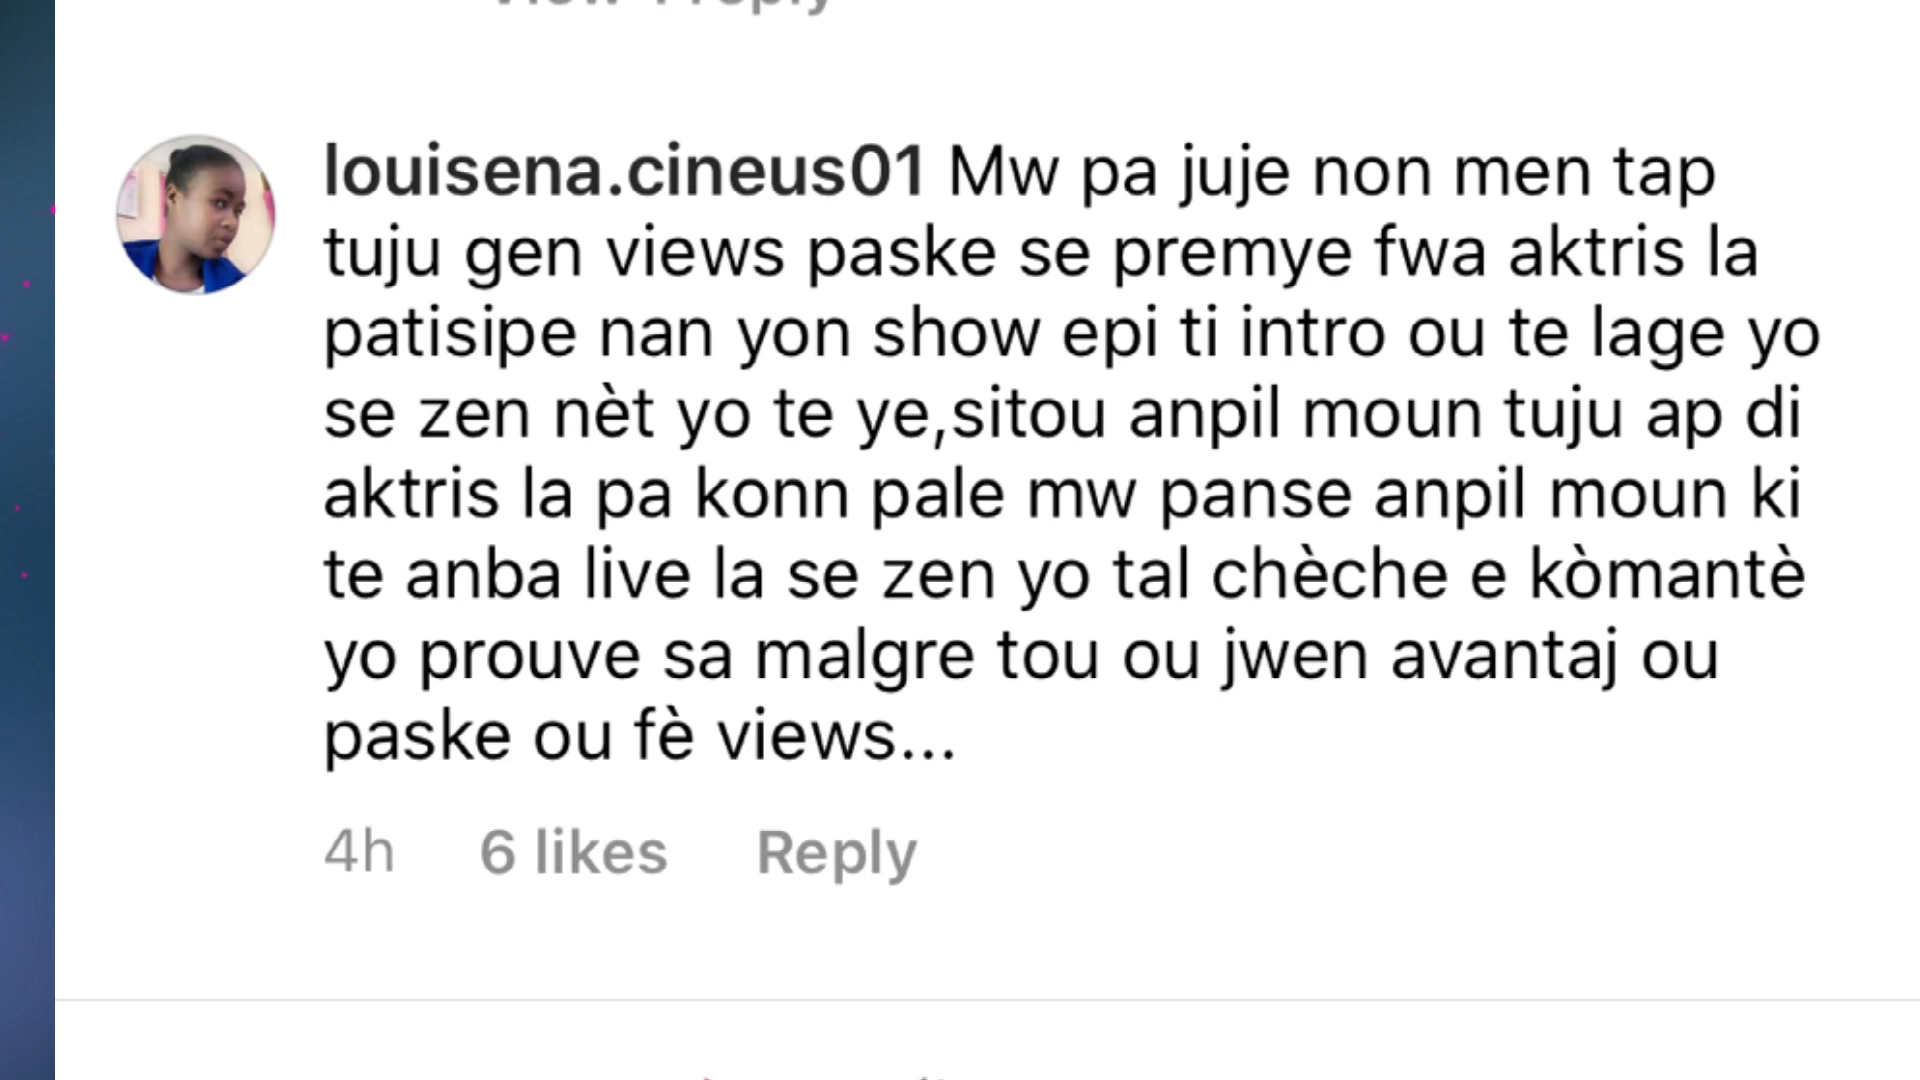 louisena.cineus01 Mw pa juje non men tap
tuju gen views paske se premye fwa aktris la
patisipe nan yon show epi ti intro ou te lage yo
se zen nèt yo te ye,sitou anpil moun tuju ap di
aktris la pa konn pale mw panse anpil moun ki
te anba live la se zen yo tal chèche e kòmantè
yo prouve sa malgre tou ou jwen avantaj ou
paske ou fè views...
4h 6 likes Reply